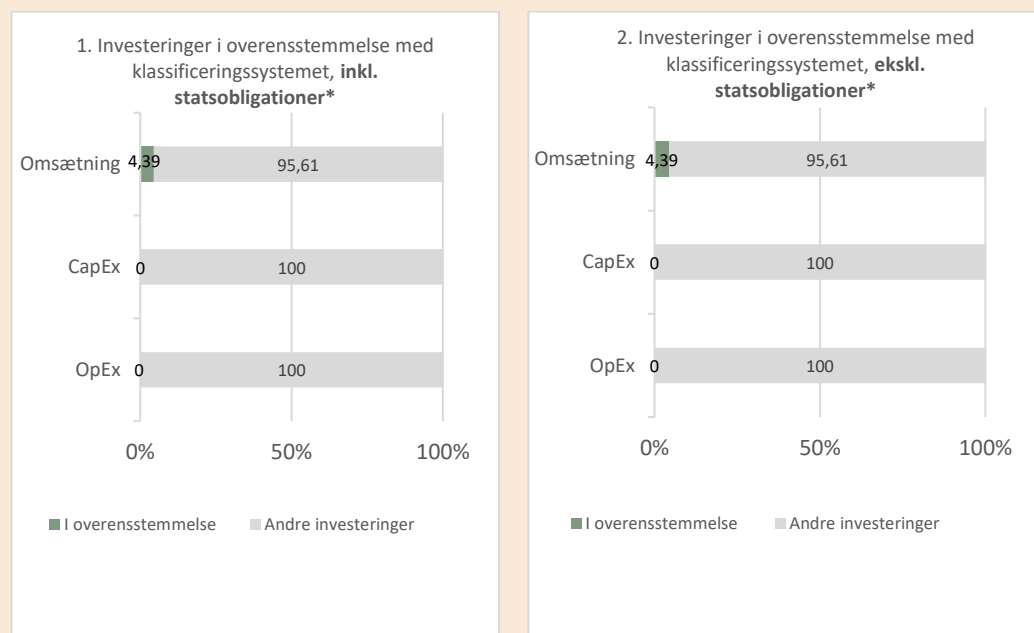 1. Investeringer i overensstemmelse med
klassificeringssystemet, inkl.
statsobligationer*
Omsætning 4,39 95,61
CapEx 0 100
OpEx 0 100
0% 50% 100%
I overensstemmelse Andre investeringer
2. Investeringer i overensstemmelse med
klassificeringssystemet, ekskl.
statsobligationer*
Omsætning 4,39 95,61
CapEx 0 100
OpEx 0 100
0% 50% 100%
I overensstemmelse Andre investeringer